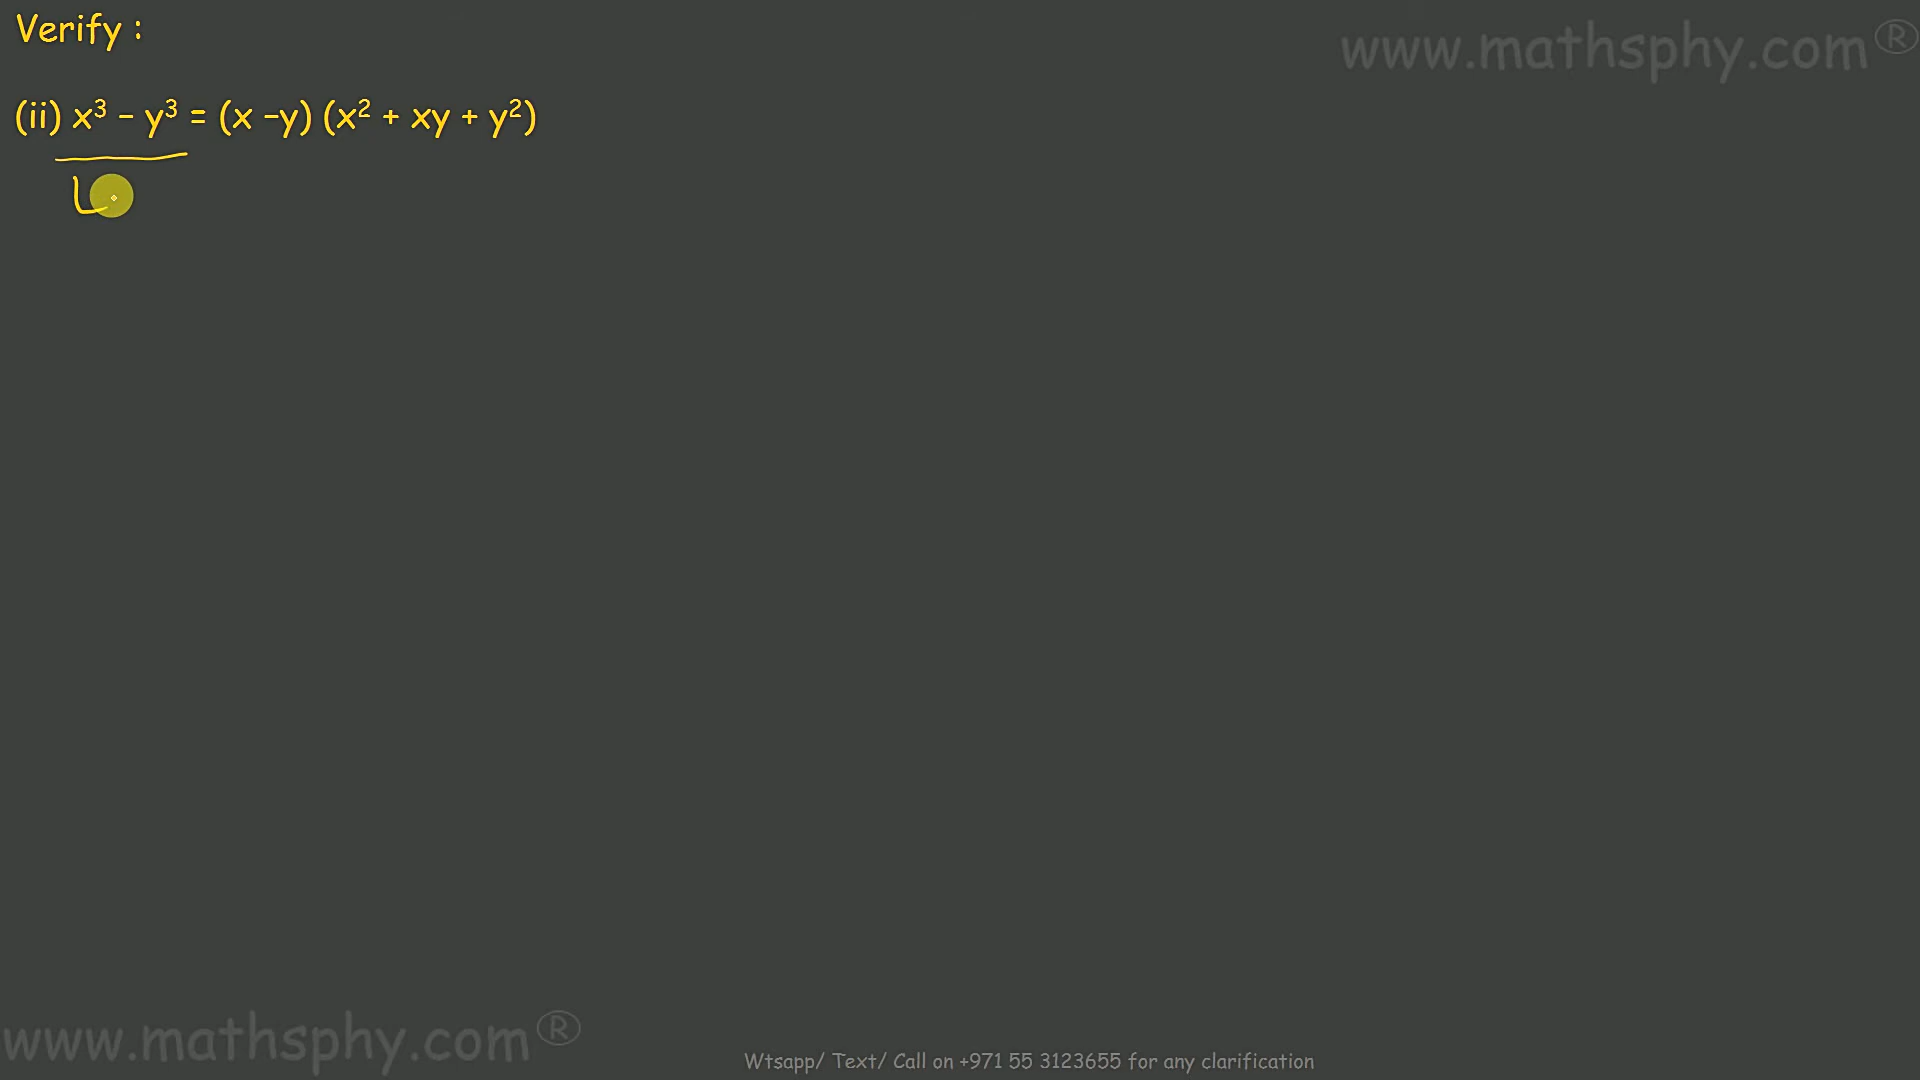 Verify :
www.mathsphy.com®
(ii) x³ – y³ = (x –y) (x² + xy + y²)
L
www.mathsphy.com®
Wtsapp/ Text/ Call on +971 55 3123655 for any clarification